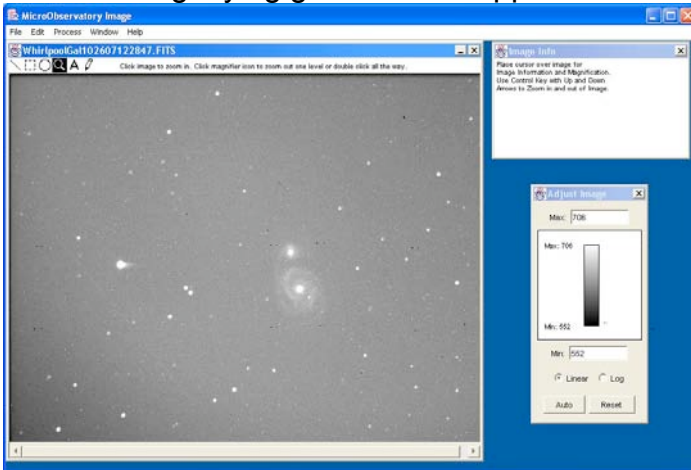 MicroObservatory Image
File Edit Process Window Help
WhirlpoolGal102607122847.FITS
A
Click image to zoom in. Click magnifier icon to zoom out one level or double click all the way.
Image Info
Place cursor over image for
Image Information and Magnification.
Use Control Key with Up and Down
Arrows to Zoom in and out of Image.
Adjust Image
Max: 706
Max: 706
Min: 552
Min: 552
Linear Log
Auto Reset